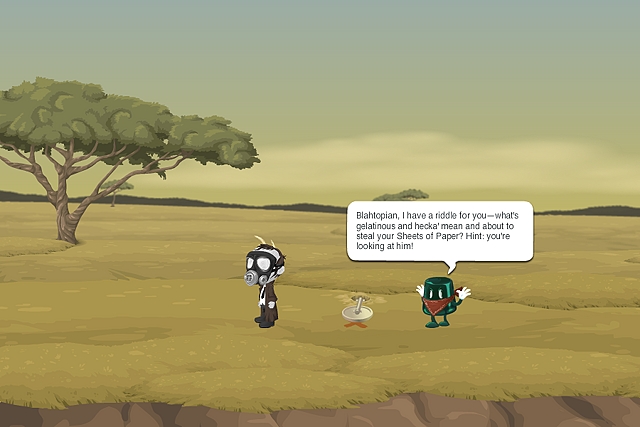 Blahtopian, I have a riddle for you—what's
gelatinous and hecka' mean and about to
steal your Sheets of Paper? Hint: you're
looking at him!